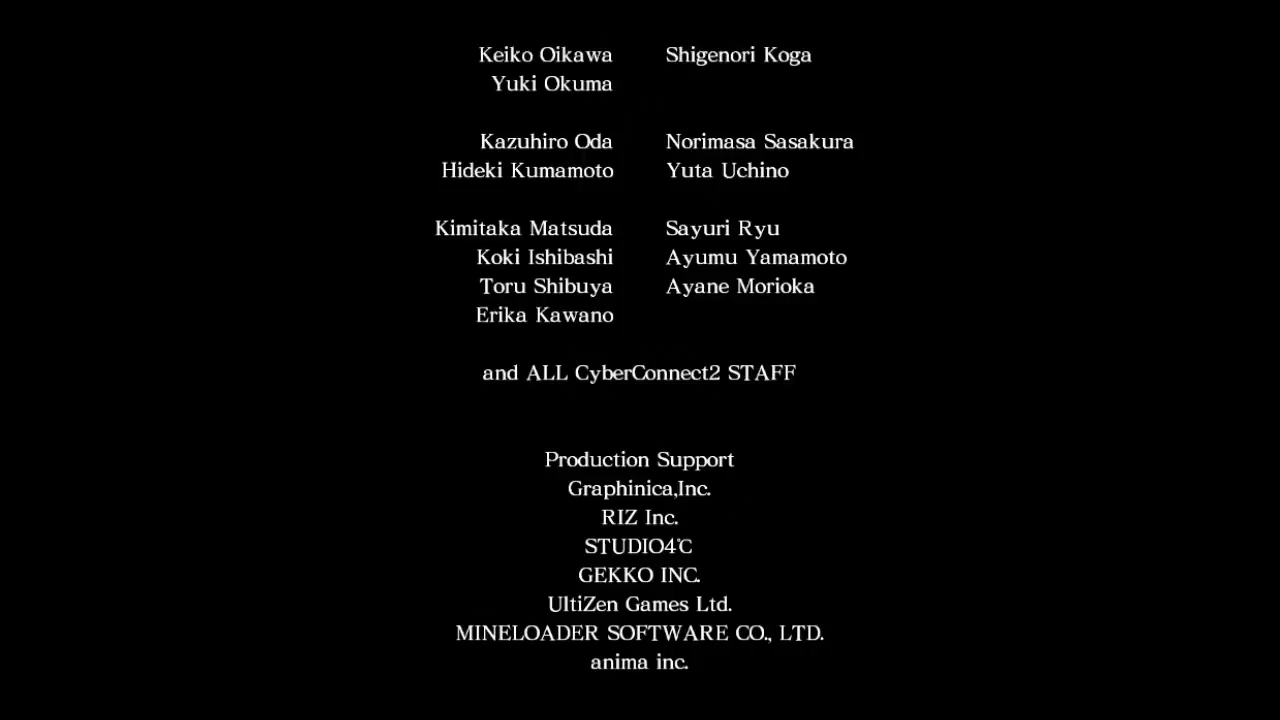 Keiko Oikawa Shigenori Koga
Yuki Okuma
Kazuhiro Oda Norimasa Sasakura
Hideki Kumamoto Yuta Uchino
Kimitaka Matsuda Sayuri Ryu
Koki Ishibashi Ayumu Yamamoto
Toru Shibuya Ayane Morioka
Erika Kawano
and ALL CyberConnect2 STAFF
Production Support
Graphinica,Inc.
RIZ Inc.
STUDIO4℃
GEKKO INC.
UltiZen Games Ltd.
MINELOADER SOFTWARE CO., LTD.
anima inc.